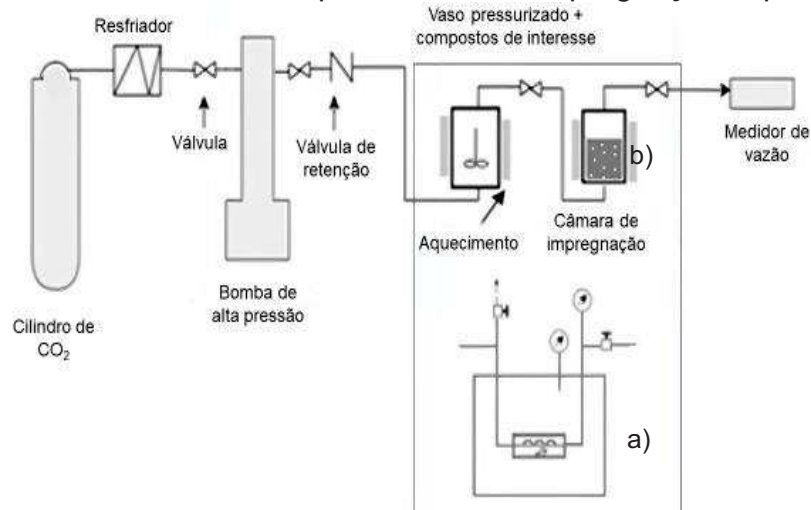 Vaso pressurizado +
compostos de interesse
Resfriador
Válvula
Válvula de
retenção
b)
Medidor de
vazão
Aquecimento
Câmara de
impregnação
Bomba de
alta pressão
Cilindro de
CO₂
a)